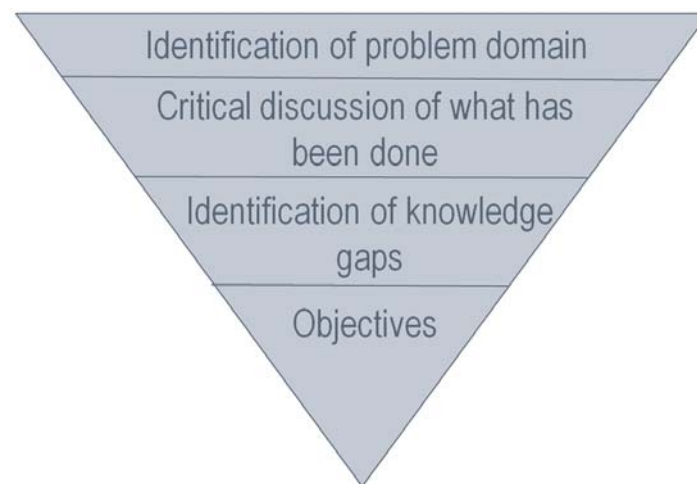 Identification of problem domain
Critical discussion of what has
been done
Identification of knowledge
gaps
Objectives